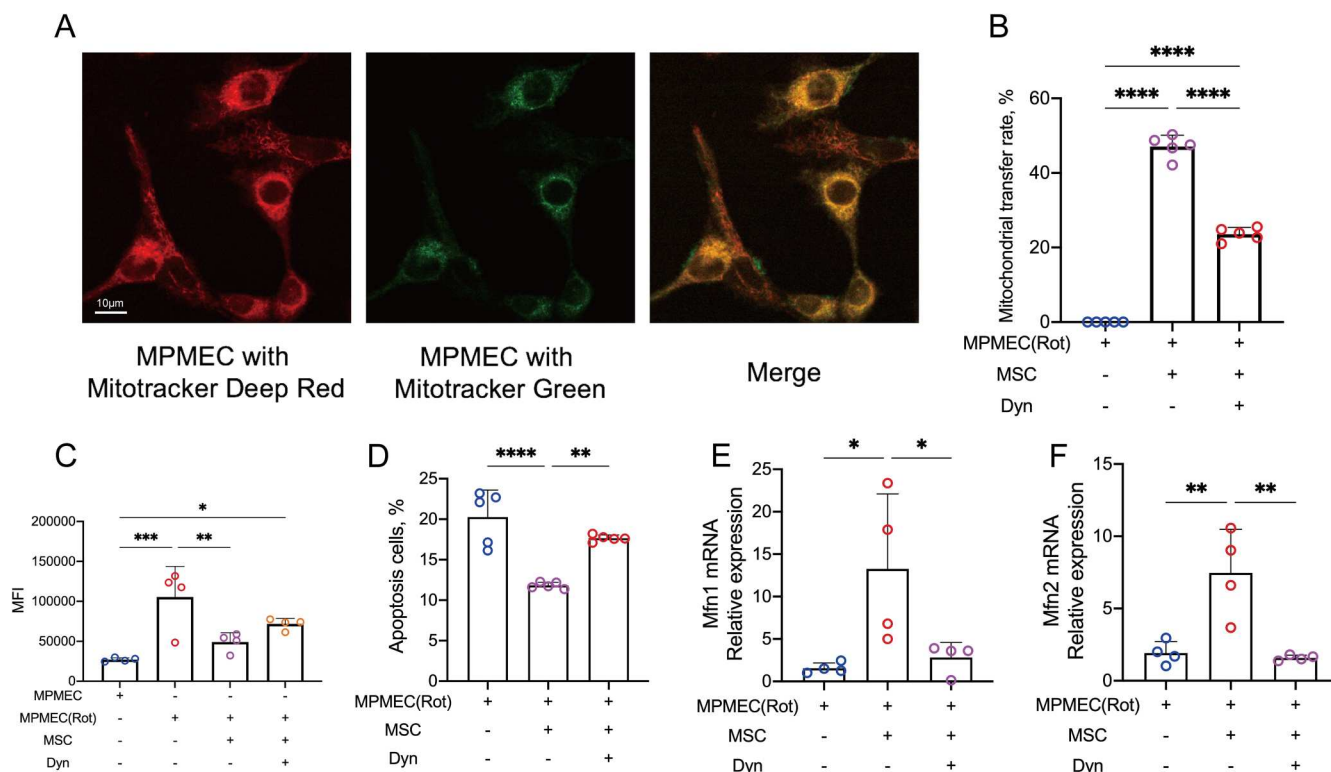 A
10μm
MPMEC with
Mitotracker Deep Red
MPMEC with
Mitotracker Green
Merge
B
Mitochondrial transfer rate, %
60
40
20
0
****
**** ****
MPMEC(Rot) + + +
MSC - + +
Dyn - - +
C
MFI
200000
150000
100000
50000
0
*
*** **
MPMEC + - - -
MPMEC(Rot) - + + +
MSC - - + +
Dyn - - - +
D
Apoptosis cells, %
25
20
15
10
5
0
**** **
MPMEC(Rot) + + +
MSC - + +
Dyn - - +
E
Mfn1 mRNA
Relative expression
25
20
15
10
5
0
* *
MPMEC(Rot) + + +
MSC - + +
Dyn - - +
F
Mfn2 mRNA
Relative expression
15
10
5
0
** **
MPMEC(Rot) + + +
MSC - + +
Dyn - - +